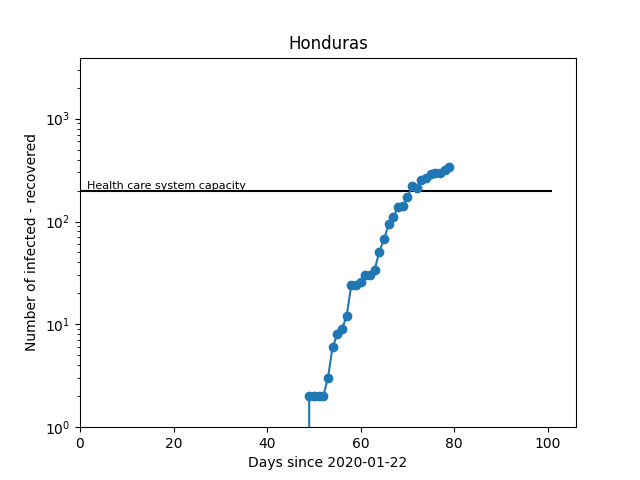 Honduras
Number of infected - recovered
10^3
10^2
10^1
10^0
Health care system capacity
0 20 40 60 80 100
Days since 2020-01-22